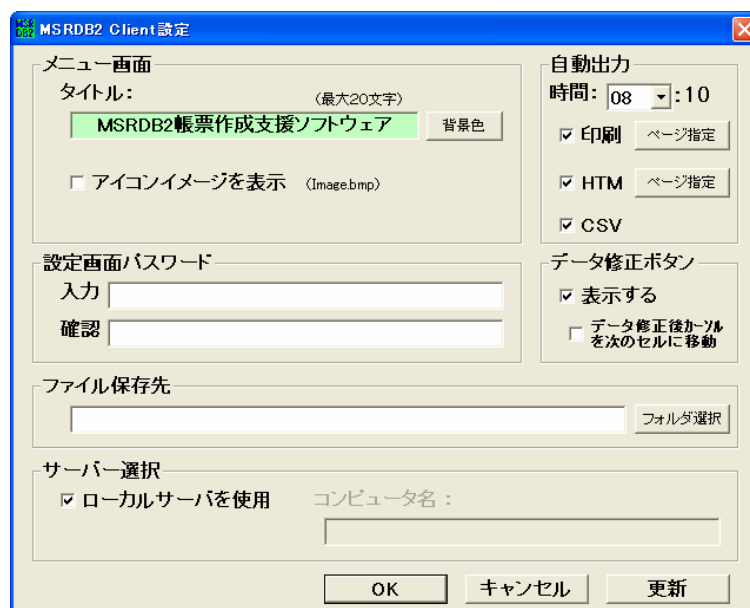 MSR DB2 MSRDB2 Client設定
メニュー画面
タイトル: (最大20文字)
MSRDB2帳票作成支援ソフトウェア 背景色
アイコンイメージを表示 (Image.bmp)
自動出力
時間: 08 :10
印刷 ページ指定
HTM ページ指定
CSV
設定画面パスワード
入力
確認
データ修正ボタン
表示する
データ修正後カーソル
を次のセルに移動
ファイル保存先
フォルダ選択
サーバー選択
ローカルサーバを使用 コンピュータ名:
OK キャンセル 更新